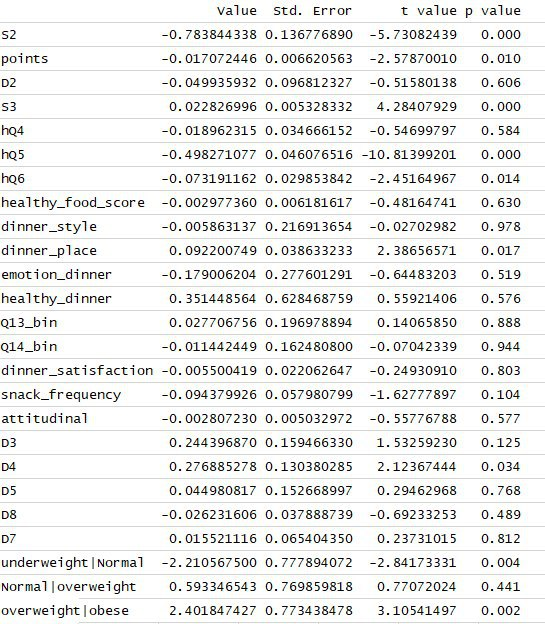 Value Std. Error t value p value
S2 -0.783844338 0.136776890 -5.73082439 0.000
points -0.017072446 0.006620563 -2.57870010 0.010
D2 -0.049935932 0.096812327 -0.51580138 0.606
S3 0.022826996 0.005328332 4.28407929 0.000
hQ4 -0.018962315 0.034666152 -0.54699797 0.584
hQ5 -0.498271077 0.046076516 -10.81399201 0.000
hQ6 -0.073191162 0.029853842 -2.45164967 0.014
healthy_food_score -0.002977360 0.006181617 -0.48164741 0.630
dinner_style -0.005863137 0.216913654 -0.02702982 0.978
dinner_place 0.092200749 0.038633233 2.38656571 0.017
emotion_dinner -0.179006204 0.277601291 -0.64483203 0.519
healthy_dinner 0.351448564 0.628468759 0.55921406 0.576
Q13_bin 0.027706756 0.196978894 0.14065850 0.888
Q14_bin -0.011442449 0.162480800 -0.07042339 0.944
dinner_satisfaction -0.005500419 0.022062647 -0.24930910 0.803
snack_frequency -0.094379926 0.057980799 -1.62777897 0.104
attitudinal -0.002807230 0.005032972 -0.55776788 0.577
D3 0.244396870 0.159466330 1.53259230 0.125
D4 0.276885278 0.130380285 2.12367444 0.034
D5 0.044980817 0.152668997 0.29462968 0.768
D8 -0.026231606 0.037888739 -0.69233253 0.489
D7 0.015521116 0.065404350 0.23731015 0.812
underweight|Normal -2.210567500 0.777894072 -2.84173331 0.004
Normal|overweight 0.593346543 0.769859818 0.77072024 0.441
overweight|obese 2.401847427 0.773438478 3.10541497 0.002